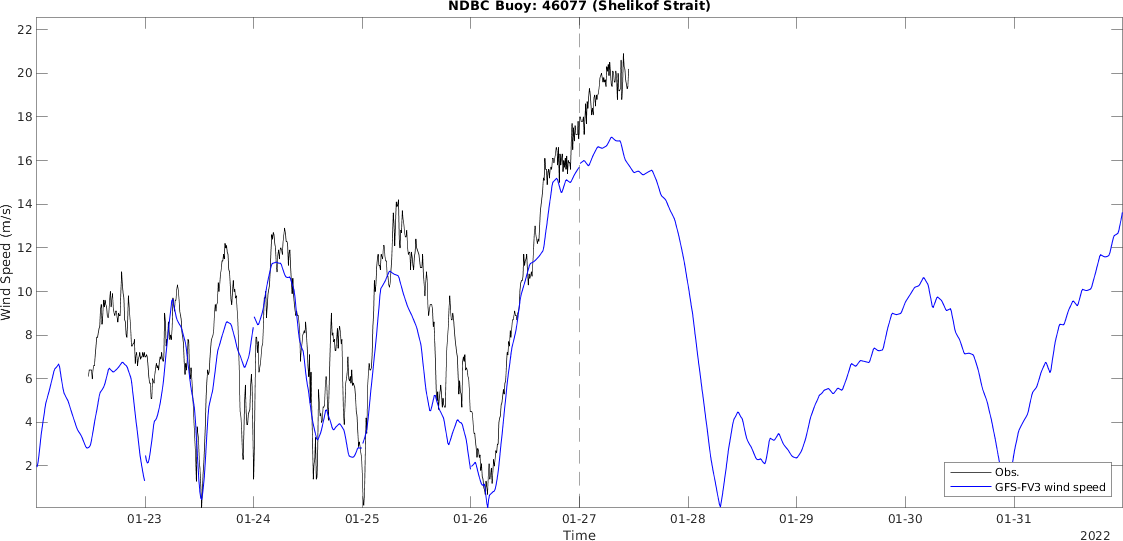 NDBC Buoy: 46077 (Shelikof Strait)
22
20
18
16
14
12
10
8
6
4
2
Wind Speed (m/s)
Obs.
GFS-FV3 wind speed
01-23 01-24 01-25 01-26 01-27 01-28 01-29 01-30 01-31
Time
2022